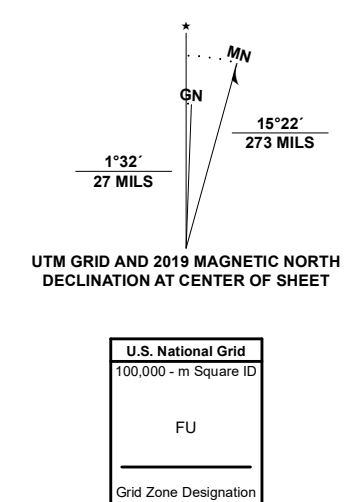 MN
GN
15°22´
273 MILS
1°32´
27 MILS
UTM GRID AND 2019 MAGNETIC NORTH
DECLINATION AT CENTER OF SHEET
U.S. National Grid
100,000 - m Square ID
FU
Grid Zone Designation